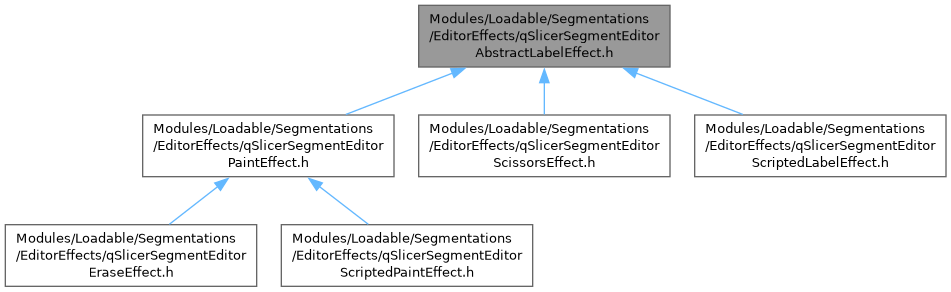 Modules/Loadable/Segmentations
/EditorEffects/qSlicerSegmentEditor
AbstractLabelEffect.h
Modules/Loadable/Segmentations
/EditorEffects/qSlicerSegmentEditor
PaintEffect.h
Modules/Loadable/Segmentations
/EditorEffects/qSlicerSegmentEditor
ScissorsEffect.h
Modules/Loadable/Segmentations
/EditorEffects/qSlicerSegmentEditor
ScriptedLabelEffect.h
Modules/Loadable/Segmentations
/EditorEffects/qSlicerSegmentEditor
EraseEffect.h
Modules/Loadable/Segmentations
/EditorEffects/qSlicerSegmentEditor
ScriptedPaintEffect.h